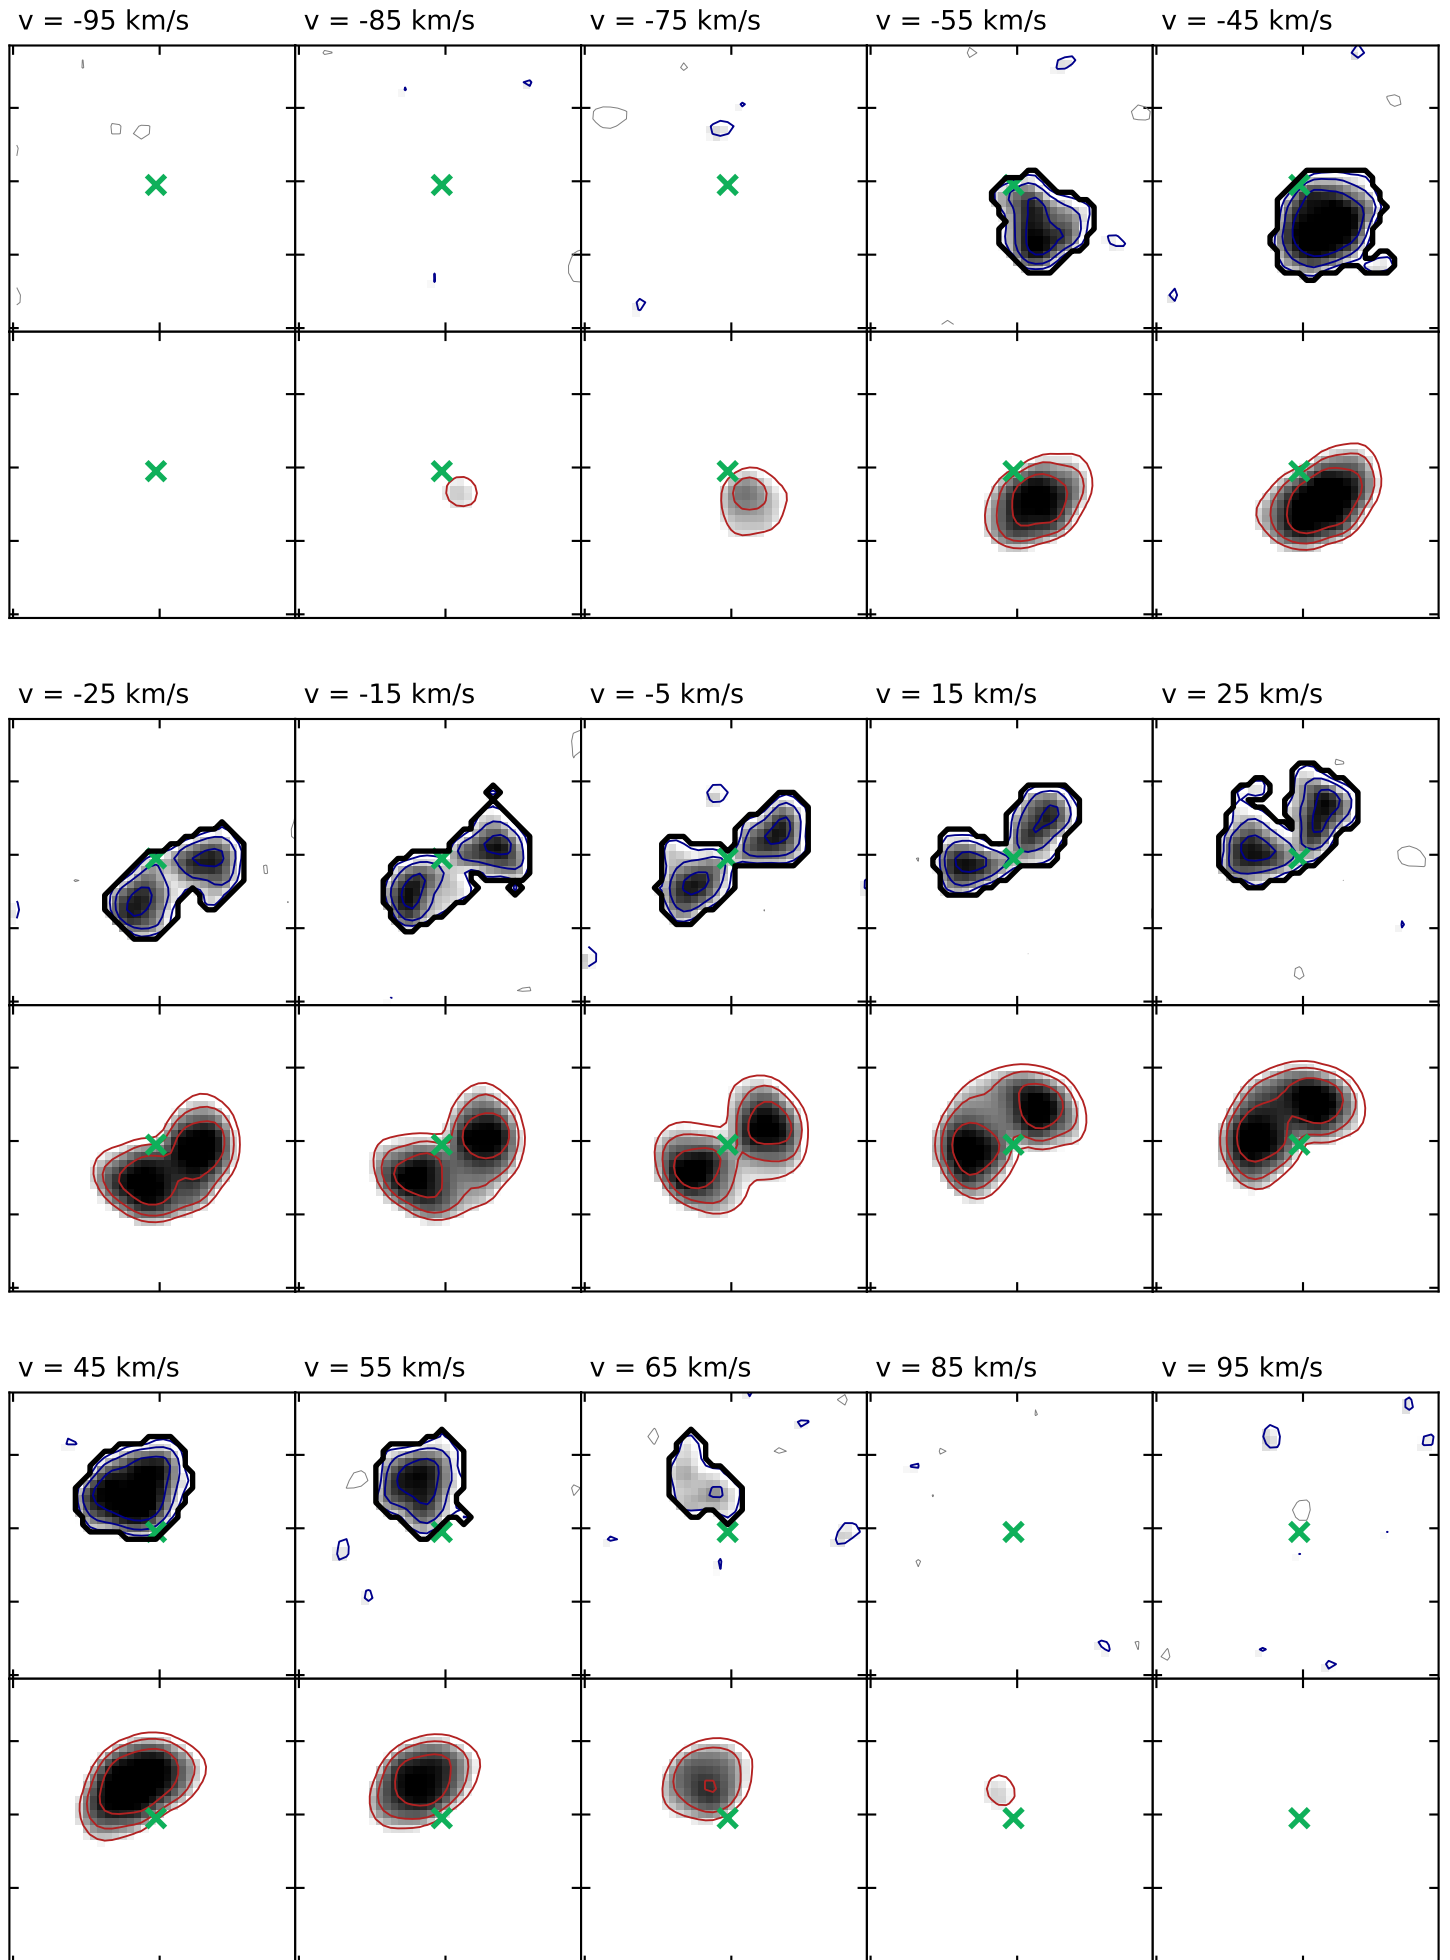 v = -95 km/s
v = -85 km/s
v = -75 km/s
v = -55 km/s
v = -45 km/s
v = -25 km/s
v = -15 km/s
v = -5 km/s
v = 15 km/s
v = 25 km/s
v = 45 km/s
v = 55 km/s
v = 65 km/s
v = 85 km/s
v = 95 km/s